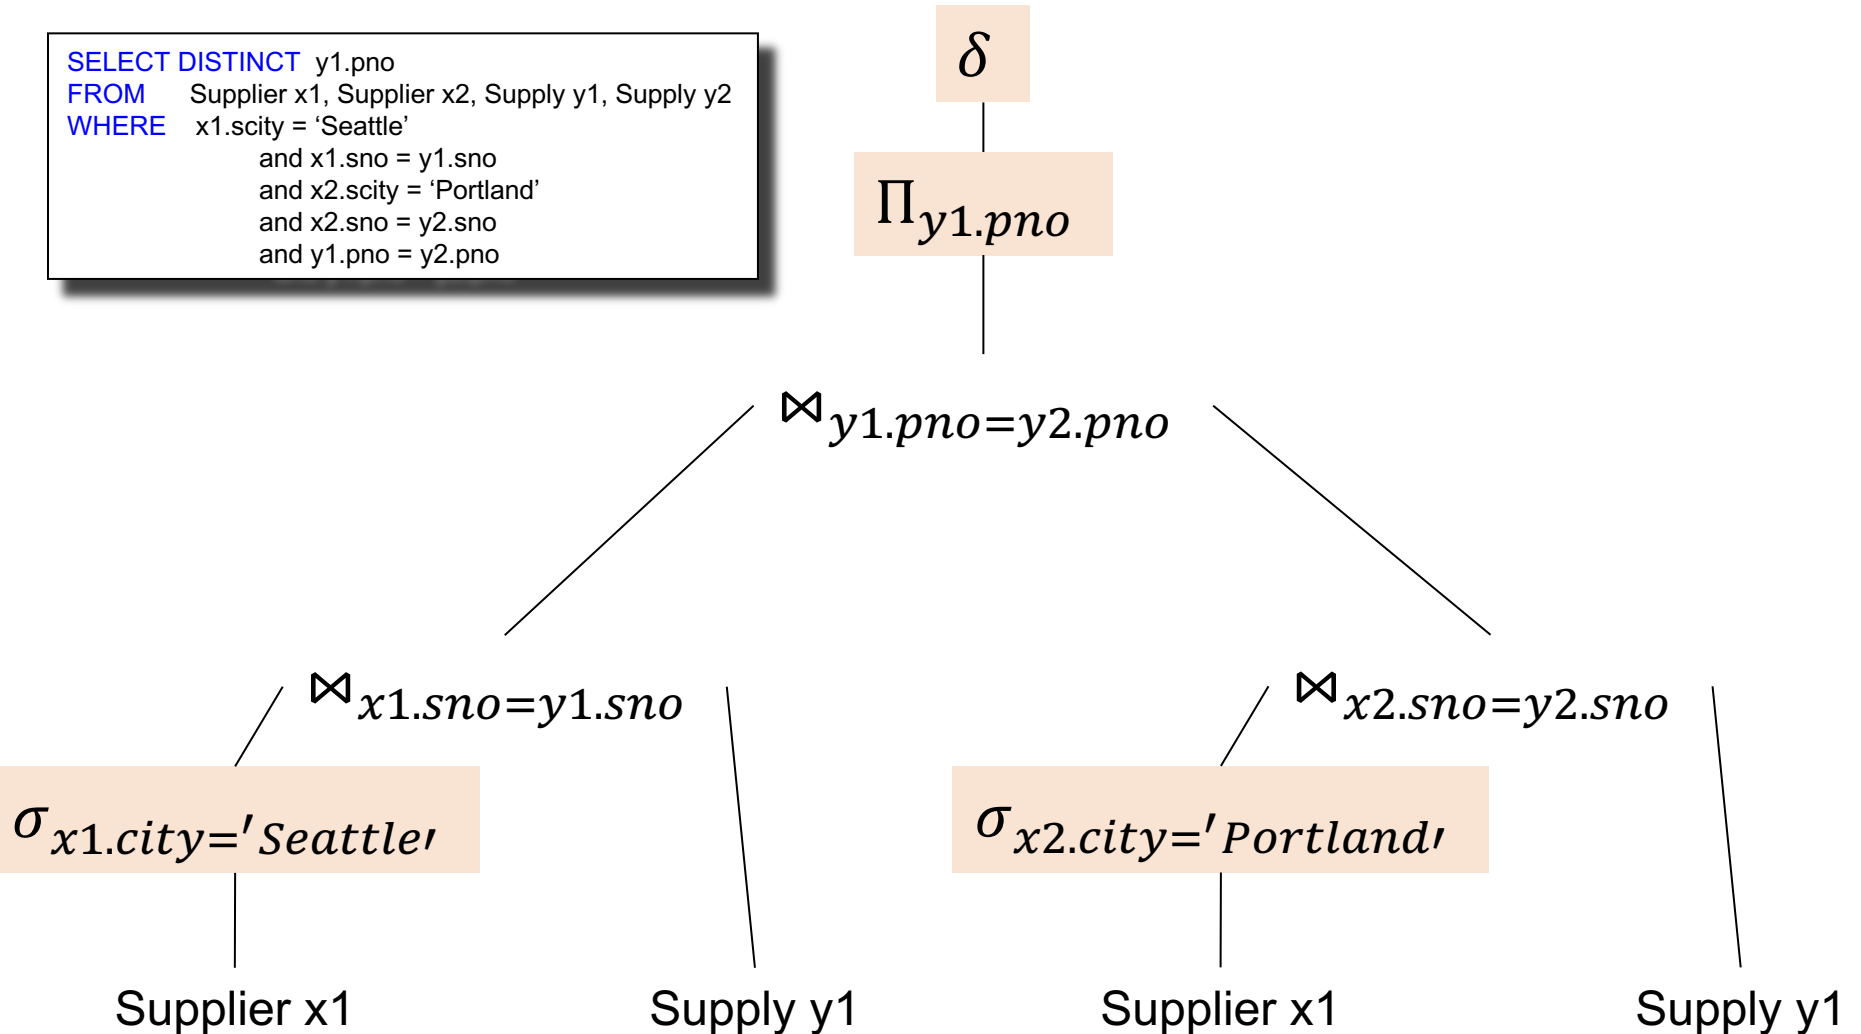 SELECT DISTINCT y1.pno
FROM Supplier x1, Supplier x2, Supply y1, Supply y2
WHERE x1.scity = ‘Seattle’
and x1.sno = y1.sno
and x2.scity = ‘Portland’
and x2.sno = y2.sno
and y1.pno = y2.pno
δ
Π y1.pno
⋈ y1.pno=y2.pno
⋈ x1.sno=y1.sno
⋈ x2.sno=y2.sno
σ x1.city=′Seattle′
σ x2.city=′Portland′
Supplier x1
Supply y1
Supplier x1
Supply y1